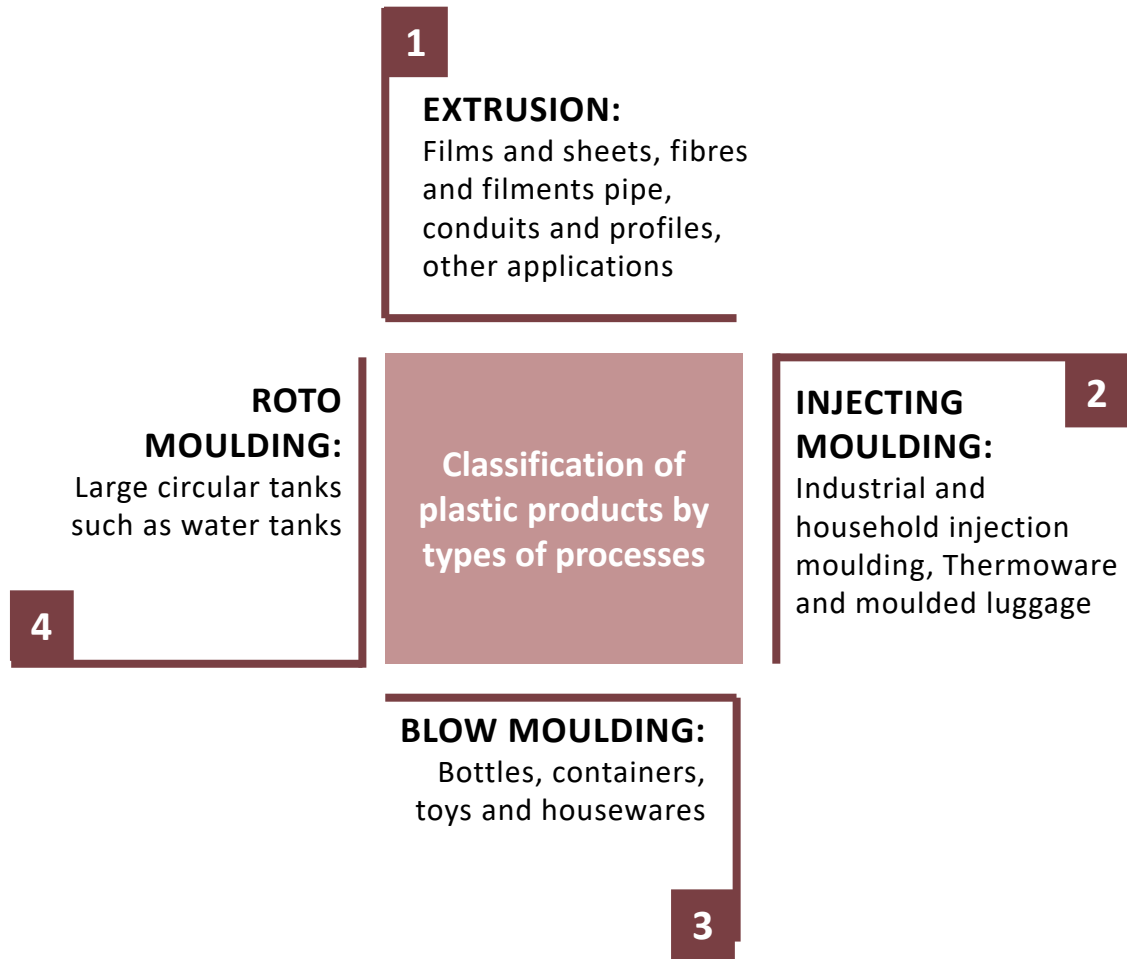 1
EXTRUSION:
Films and sheets, fibres
and filments pipe,
conduits and profiles,
other applications
2
INJECTING
MOULDING:
Industrial and
household injection
moulding, Thermoware
and moulded luggage
Classification of
plastic products by
types of processes
ROTO
MOULDING:
Large circular tanks
such as water tanks
4
BLOW MOULDING:
Bottles, containers,
toys and housewares
3